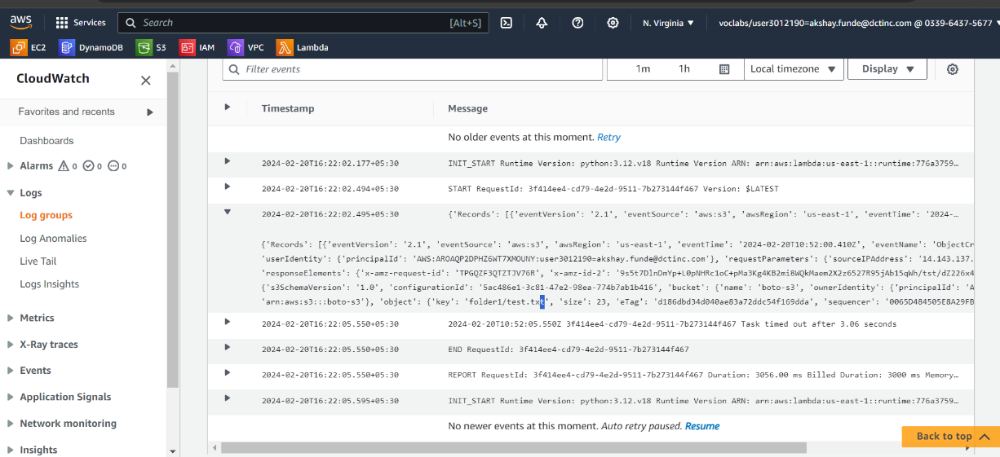 aws
Services
Search [Alt+S]
N. Virginia
voclabs/user3012190=akshay.funde@dctinc.com @ 0339-6437-5677
EC2 DynamoDB S3 IAM VPC Lambda
CloudWatch
Favorites and recents
Dashboards
Alarms 0 0 0
Logs
Log groups
Log Anomalies
Live Tail
Logs Insights
Metrics
X-Ray traces
Events
Application Signals
Network monitoring
Insights
Filter events
1m 1h Local timezone Display
Timestamp Message
No older events at this moment. Retry
2024-02-20T16:22:02.177+05:30 INIT_START Runtime Version: python:3.12.v18 Runtime Version ARN: arn:aws:lambda:us-east-1::runtime:776a3759…
2024-02-20T16:22:02.494+05:30 START RequestId: 3f414ee4-cd79-4e2d-9511-7b273144f467 Version: $LATEST
2024-02-20T16:22:02.495+05:30 {'Records': [{'eventVersion': '2.1', 'eventSource': 'aws:s3', 'awsRegion': 'us-east-1', 'eventTime': '2024-…
{'Records': [{'eventVersion': '2.1', 'eventSource': 'aws:s3', 'awsRegion': 'us-east-1', 'eventTime': '2024-02-20T10:52:00.410Z', 'eventName': 'ObjectCr
'userIdentity': {'principalId': 'AWS:AROAQP2DPHZ6WT7XMOUNY:user3012190=akshay.funde@dctinc.com'}, 'requestParameters': {'sourceIPAddress': '14.143.137.
'responseElements': {'x-amz-request-id': 'TPGQZF3QTZTJV76R', 'x-amz-id-2': '9s5t7DlnDmYp+L0pNHRc1oC+pMa3Kg4KB2mi8WQkMaem2X2z6527R95jAb15qWh/tst/dZ226x4
{'s3SchemaVersion': '1.0', 'configurationId': '5ac486e1-3c81-47e2-98ea-774b7ab1b416', 'bucket': {'name': 'boto-s3', 'ownerIdentity': {'principalId': 'A
'arn:aws:s3:::boto-s3'}, 'object': {'key': 'folder1/test.txt', 'size': 23, 'eTag': 'd186dbd34d040ae83a72ddc54f169dda', 'sequencer': '0065D484505E8A29FB
2024-02-20T16:22:05.550+05:30 2024-02-20T10:52:05.550Z 3f414ee4-cd79-4e2d-9511-7b273144f467 Task timed out after 3.06 seconds
2024-02-20T16:22:05.550+05:30 END RequestId: 3f414ee4-cd79-4e2d-9511-7b273144f467
2024-02-20T16:22:05.550+05:30 REPORT RequestId: 3f414ee4-cd79-4e2d-9511-7b273144f467 Duration: 3056.00 ms Billed Duration: 3000 ms Memory…
2024-02-20T16:22:05.595+05:30 INIT_START Runtime Version: python:3.12.v18 Runtime Version ARN: arn:aws:lambda:us-east-1::runtime:776a3759…
No newer events at this moment. Auto retry paused. Resume
Back to top